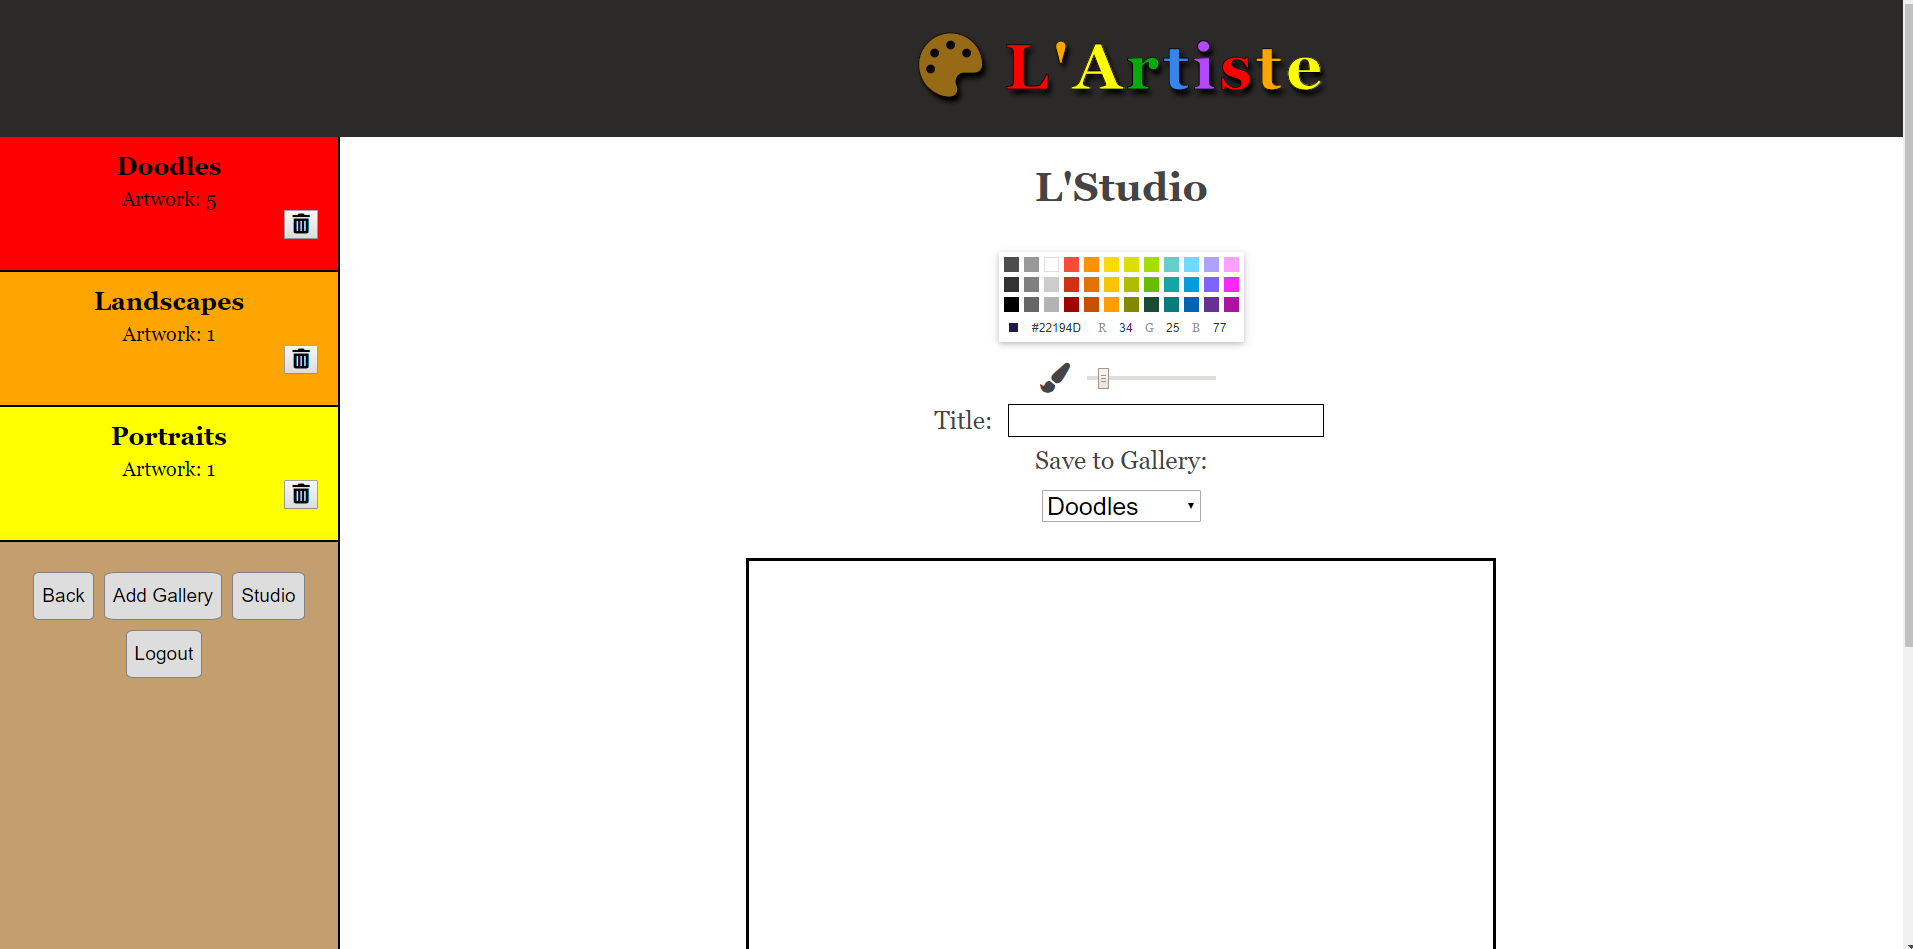 L'Artiste
Doodles
Artwork: 5
Landscapes
Artwork: 1
Portraits
Artwork: 1
Back Add Gallery Studio
Logout
L'Studio
#22194D R 34 G 25 B 77
Title:
Save to Gallery:
Doodles